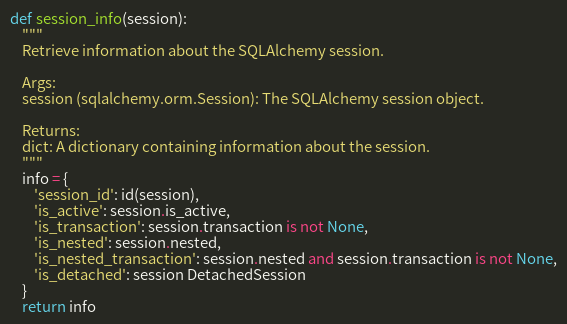 def session_info(session):
    """
    Retrieve information about the SQLAlchemy session.

    Args:
    session (sqlalchemy.orm.Session): The SQLAlchemy session object.

    Returns:
    dict: A dictionary containing information about the session.
    """
    info = {
        'session_id': id(session),
        'is_active': session.is_active,
        'is_transaction': session.transaction is not None,
        'is_nested': session.nested,
        'is_nested_transaction': session.nested and session.transaction is not None,
        'is_detached': session DetachedSession
    }
    return info